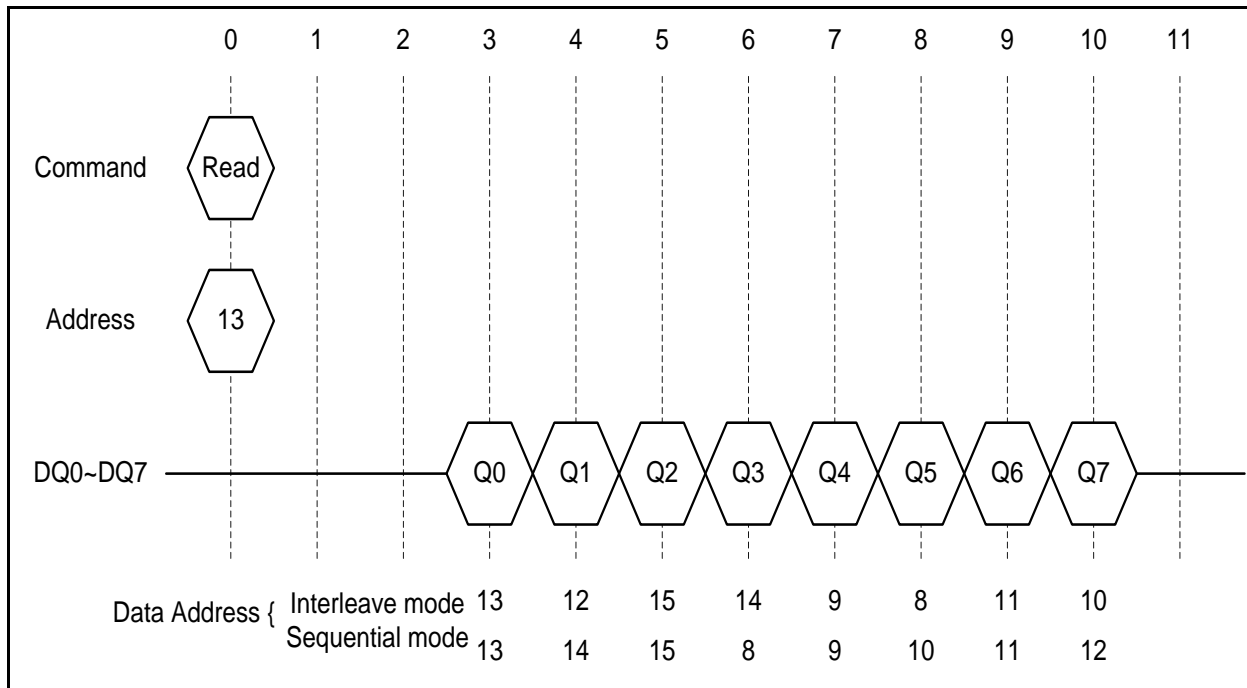 0 1 2 3 4 5 6 7 8 9 10 11
Command Read
Address 13
DQ0~DQ7 Q0 Q1 Q2 Q3 Q4 Q5 Q6 Q7
Data Address { Interleave mode 13 12 15 14 9 8 11 10
Sequential mode 13 14 15 8 9 10 11 12